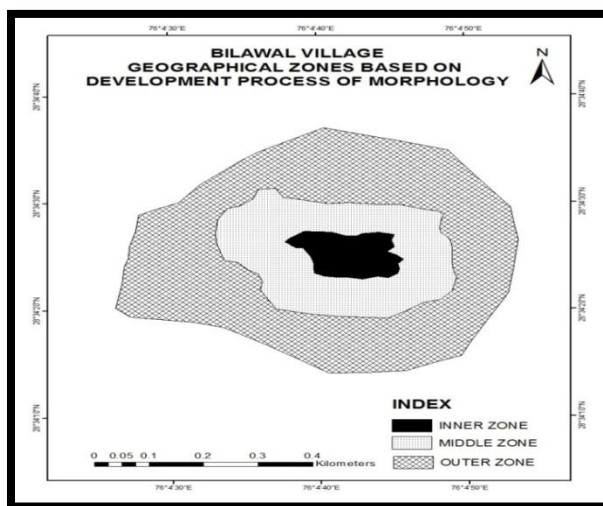 76°4'30"E 76°4'40"E 76°4'50"E
BILAWAL VILLAGE
GEOGRAPHICAL ZONES BASED ON
DEVELOPMENT PROCESS OF MORPHOLOGY
N
INDEX
INNER ZONE
MIDDLE ZONE
OUTER ZONE
0 0.05 0.1 0.2 0.3 0.4
Kilometers
76°4'30"E 76°4'40"E 76°4'50"E